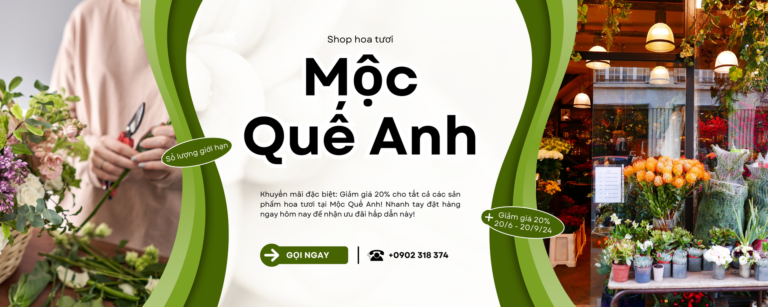 Shop hoa tươi
Mộc
Quế Anh
Số lượng giới hạn
Khuyến mãi đặc biệt: Giảm giá 20% cho tất cả các sản
phẩm hoa tươi tại Mộc Quế Anh! Nhanh tay đặt hàng
ngay hôm nay để nhận ưu đãi hấp dẫn này!
Giảm giá 20%
20/6 - 20/9/24
GỌI NGAY
+0902 318 374